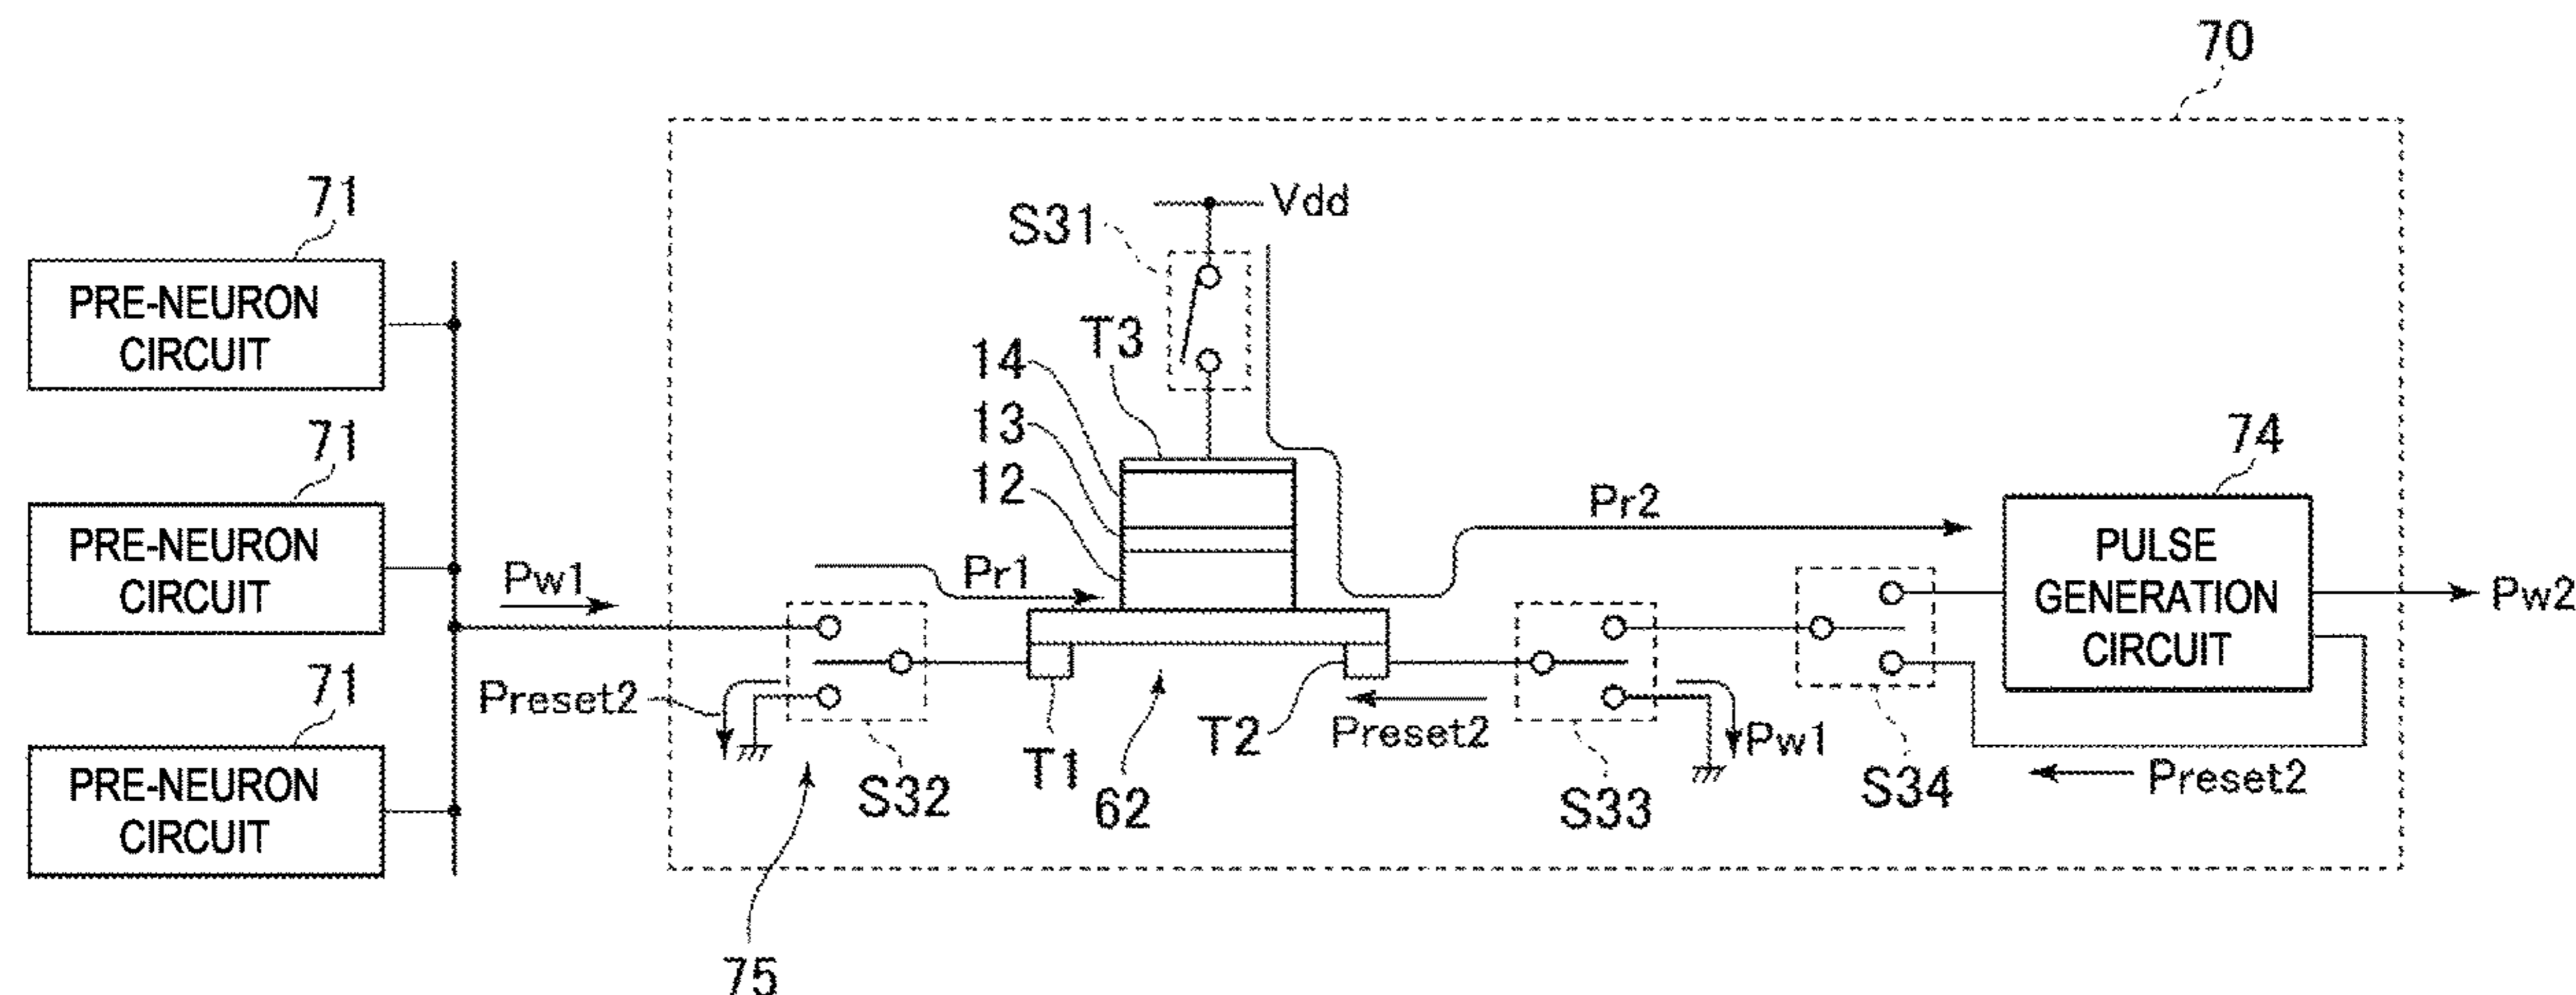 70
71
PRE-NEURON
CIRCUIT
71
PRE-NEURON
CIRCUIT
71
PRE-NEURON
CIRCUIT
Vdd
S31
T3
14
13
12
74
Pr2
PULSE
GENERATION
CIRCUIT
Pw1
Pr1
Pw2
Preset2
T1
T2
Preset2
Pw1
S32
62
S33
S34
Preset2
75